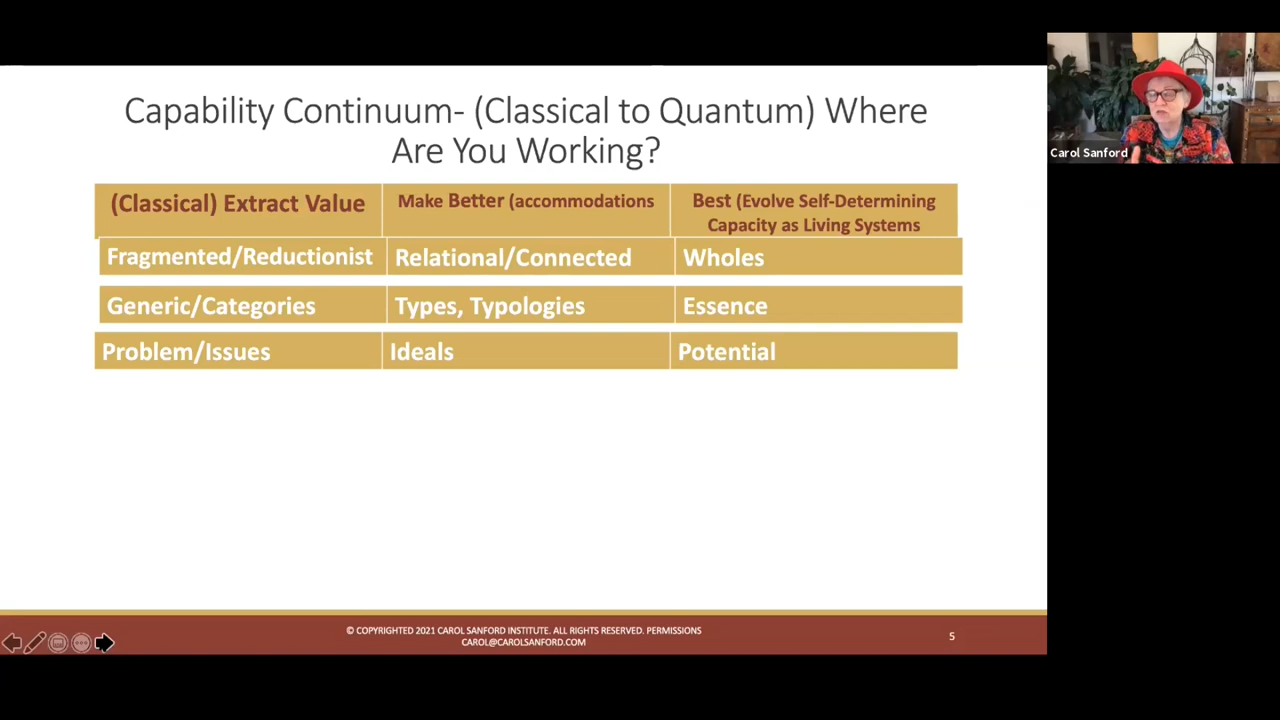 Capability Continuum- (Classical to Quantum) Where
Are You Working?
(Classical) Extract Value
Make Better (accommodations
Best (Evolve Self-Determining
Capacity as Living Systems
Fragmented/Reductionist
Relational/Connected
Wholes
Generic/Categories
Types, Typologies
Essence
Problem/Issues
Ideals
Potential
© COPYRIGHTED 2021 CAROL SANFORD INSTITUTE. ALL RIGHTS RESERVED. PERMISSIONS
CAROL@CAROLSANFORD.COM
5
Carol Sanford